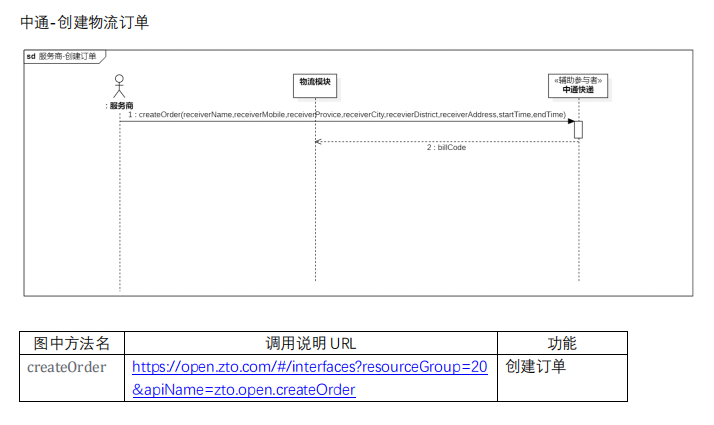 中通-创建物流订单
sd 服务商-创建订单
: 服务商
物流模块
«辅助参与者»
中通快递
1 : createOrder(receiverName,receiverMobile,receiverProvice,receiverCity,recevierDistrict,receiverAddress,startTime,endTime)
2 : billCode
图中方法名 调用说明 URL 功能
createOrder https://open.zto.com/#/interfaces?resourceGroup=20 创建订单
&apiName=zto.open.createOrder